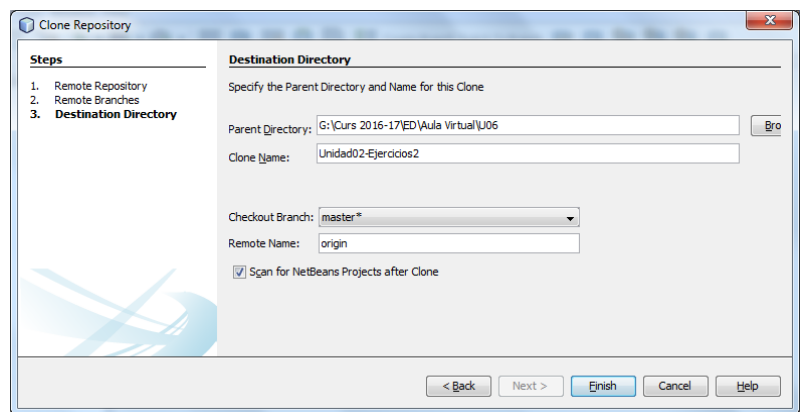 Clone Repository
x
Steps
1. Remote Repository
2. Remote Branches
3. Destination Directory
Destination Directory
Specify the Parent Directory and Name for this Clone
Parent Directory: G:\Curs 2016-17\ED\Aula Virtual\U06 Bro
Clone Name: Unidad02-Ejercicios2
Checkout Branch: master*
Remote Name: origin
Scan for NetBeans Projects after Clone
< Back Next > Finish Cancel Help